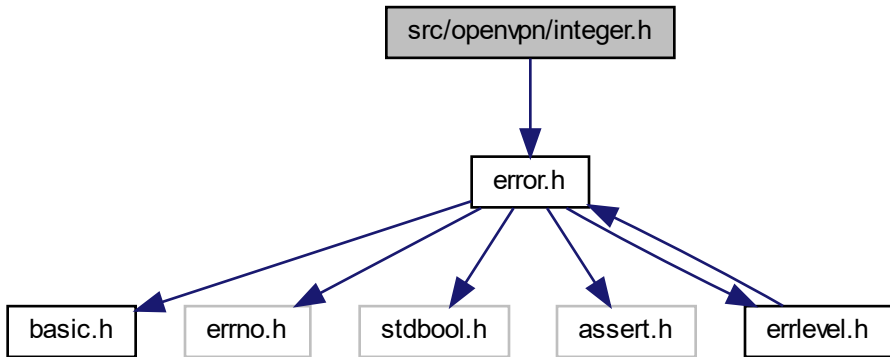 src/openvpn/integer.h
error.h
basic.h
errno.h
stdbool.h
assert.h
errlevel.h